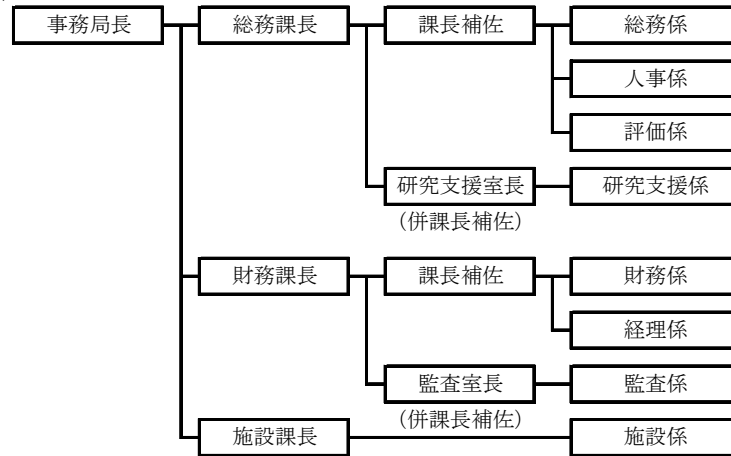 事務局長 総務課長 課長補佐 総務係
人事係
評価係
研究支援室長 研究支援係
(併課長補佐)
財務課長 課長補佐 財務係
経理係
監査室長 監査係
(併課長補佐)
施設課長 施設係